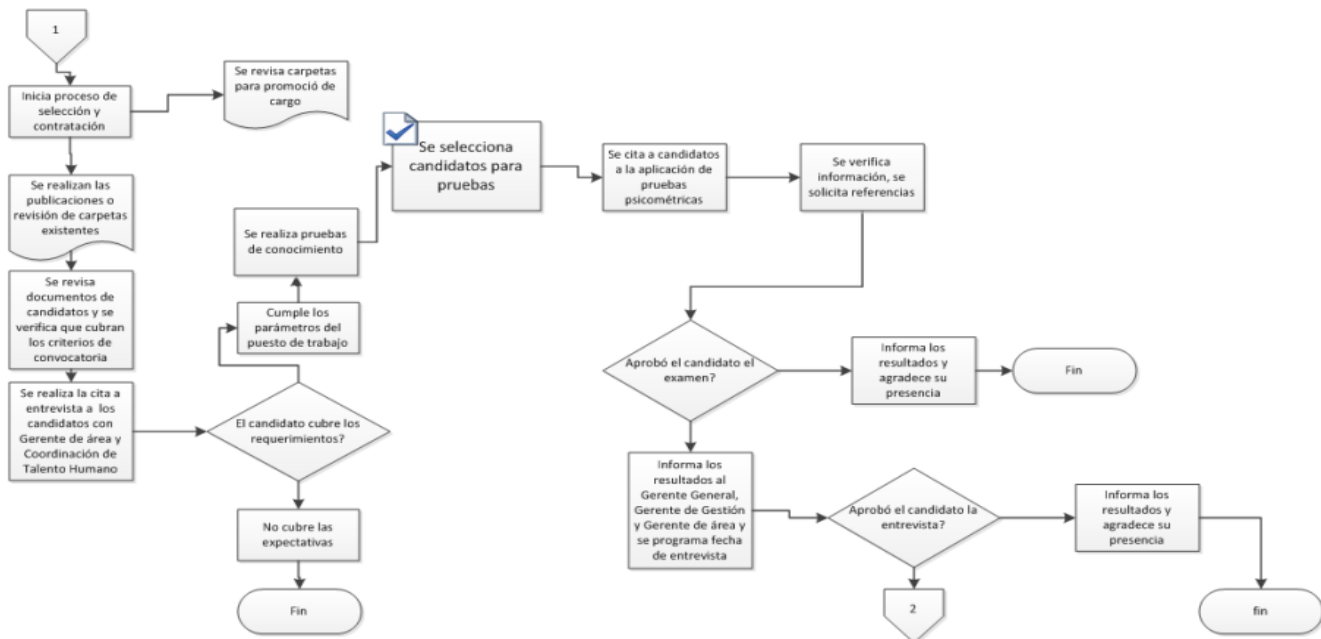 1
Inicia proceso de
selección y
contratación
Se revisa carpetas
para promoció de
cargo
Se realizan las
publicaciones o
revisión de carpetas
existentes
Se revisa
documentos de
candidatos y se
verifica que cubran
los criterios de
convocatoria
Se realiza la cita a
entrevista a los
candidatos con
Gerente de área y
Coordinación de
Talento Humano
El candidato cubre los
requerimientos?
Cumple los
parámetros del
puesto de trabajo
Se realiza pruebas
de conocimiento
No cubre las
expectativas
Fin
Se selecciona
candidatos para
pruebas
Se cita a candidatos
a la aplicación de
pruebas
psicométricas
Se verifica
información, se
solicita referencias
Aprobó el candidato el
examen?
Informa los
resultados y
agradece su
presencia
Fin
Informa los
resultados al
Gerente General,
Gerente de Gestión
y Gerente de área y
se programa fecha
de entrevista
Aprobó el candidato la
entrevista?
Informa los
resultados y
agradece su
presencia
2
fin